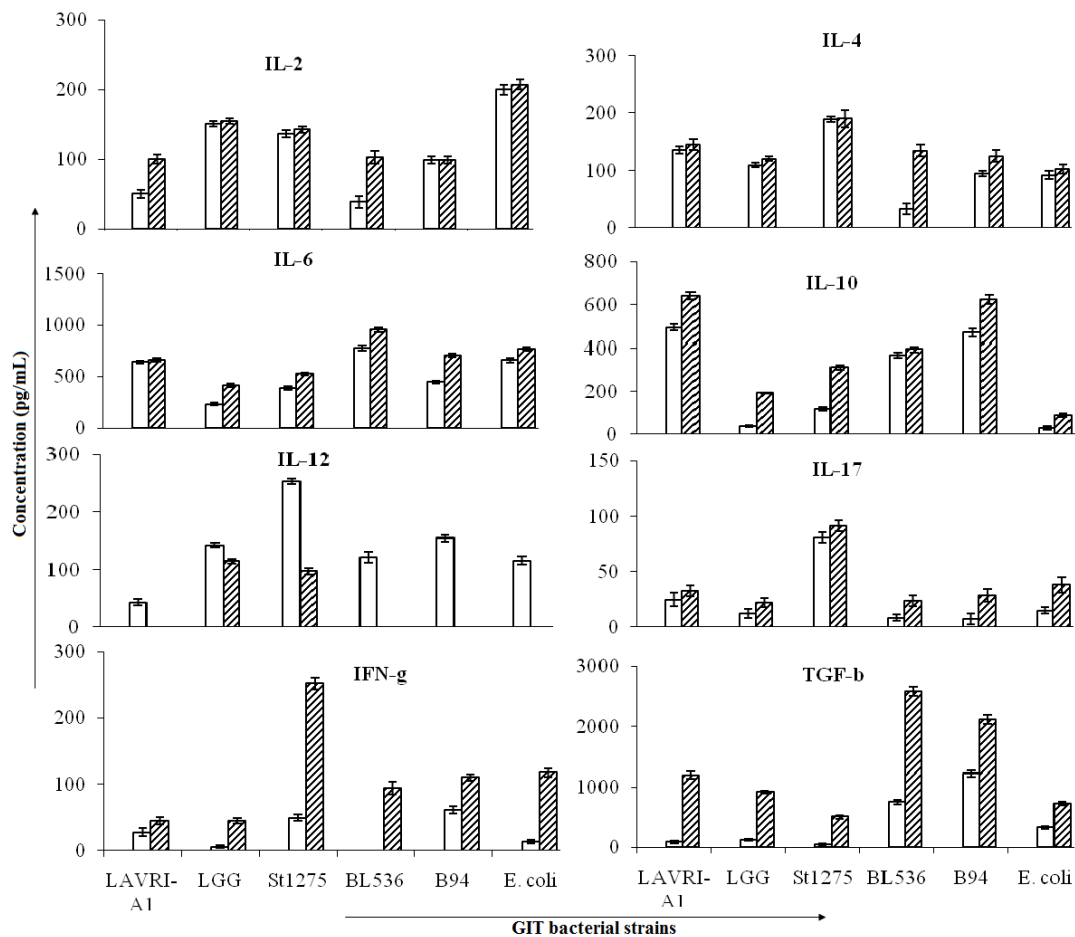 IL-2
300
200
100
0
IL-4
300
200
100
0
IL-6
1500
1000
500
0
IL-10
800
600
400
200
0
IL-12
300
200
100
0
IL-17
150
100
50
0
IFN-g
300
200
100
0
LAVRI-
A1
LGG
St1275
BL536
B94
E. coli
TGF-b
3000
2000
1000
0
LAVRI-
A1
LGG
St1275
BL536
B94
E. coli
Concentration (pg/mL)
GIT bacterial strains